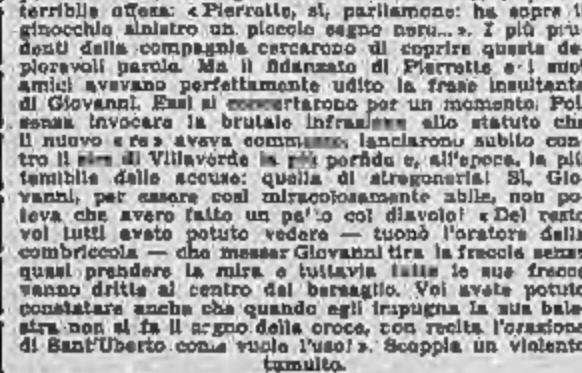 terribile offesa: « Pierrette, sì, parliamone: ha sopra il
ginocchio sinistro un piccolo segno nero... ». I più pru-
denti della compagnia cercarono di coprire queste de-
plorevoli parole. Ma il fidanzato di Pierrette e i suoi
amici avevano perfettamente udito la frase insultante
di Giovanni. Essi si concertarono per un momento. Poi
senza invocare la brutale infrazione allo statuto che
il nuovo « re » aveva commesso, lanciarono subito con-
tro il sire di Villaverde la più perfida e, all'epoca, la più
temibile delle accuse: quella di stregoneria! Sì, Gio-
vanni, per essere così miracolosamente abile, non po-
teva che avere fatto un patto col diavolo! « Del resto
voi tutti avete potuto vedere — tuonò l'oratore della
combriccola — che messer Giovanni tira la freccia senza
quasi prendere la mira e tuttavia tutte le sue frecce
vanno dritte al centro del bersaglio. Voi avete potuto
constatare anche che quando egli impugna la sua bale-
stra non si fa il segno della croce, non recita l'orazione
di Sant'Uberto come vuole l'uso! ». Scoppia un violento
tumulto.